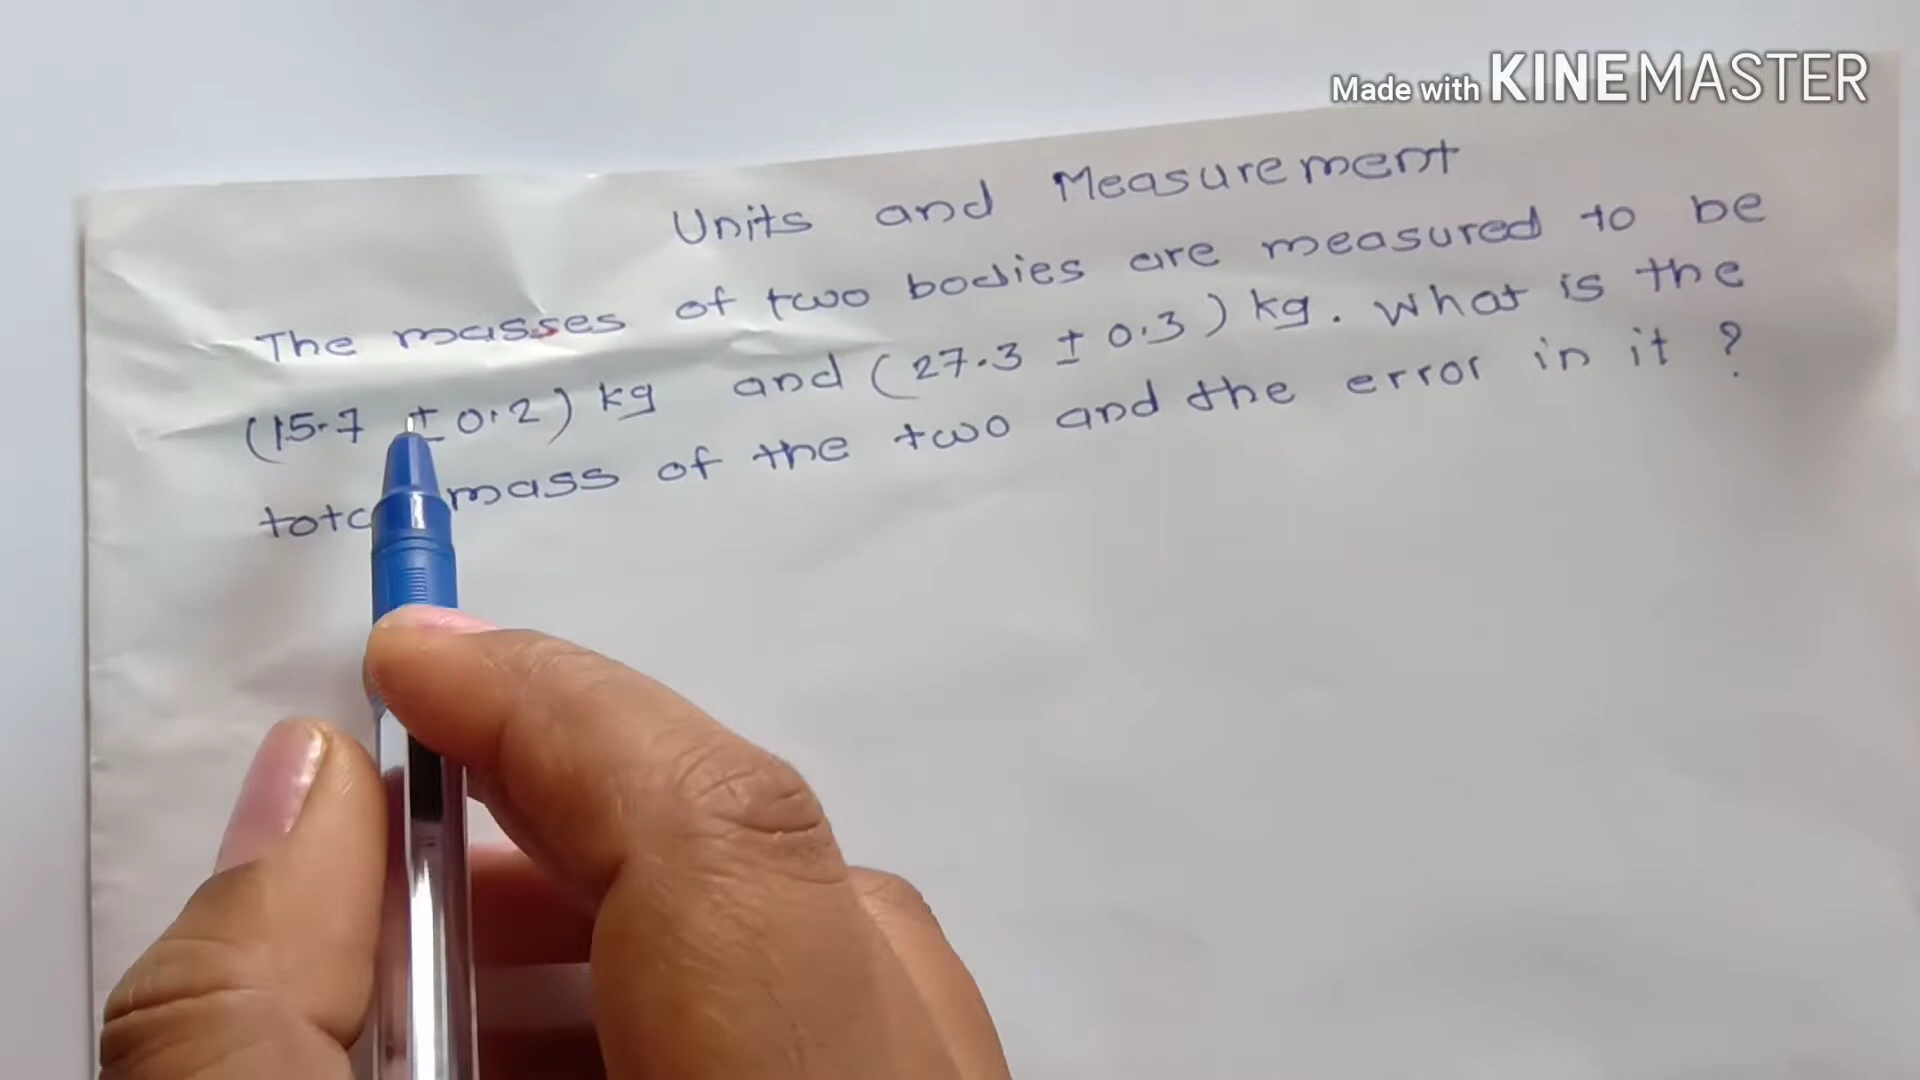 Made with KINEMASTER
Units and Measurement
The masses of two bodies are measured to be
(15.7 ± 0.2) kg and (27.3 ± 0.3) kg. What is the
mass of the two and the error in it ?